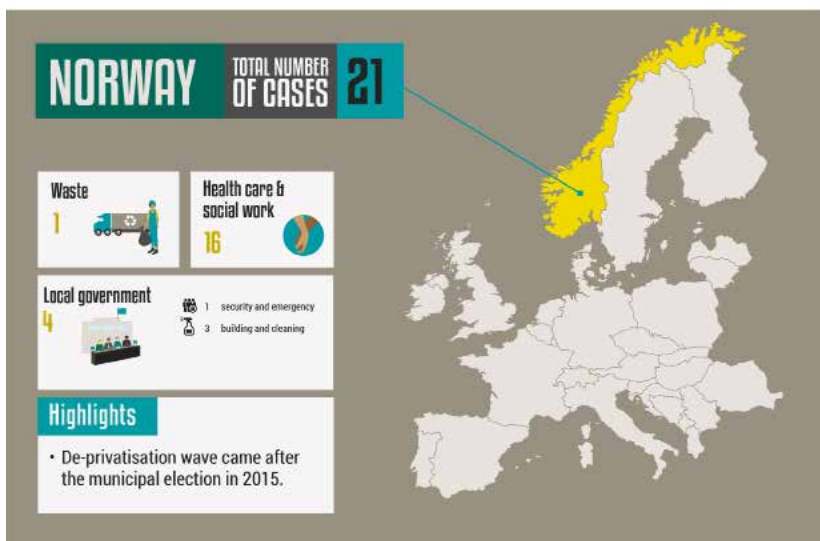 NORWAY
TOTAL NUMBER
OF CASES
21
Waste
1
Health care &
social work
16
Local government
4
1 security and emergency
3 building and cleaning
Highlights
• De-privatisation wave came after
the municipal election in 2015.